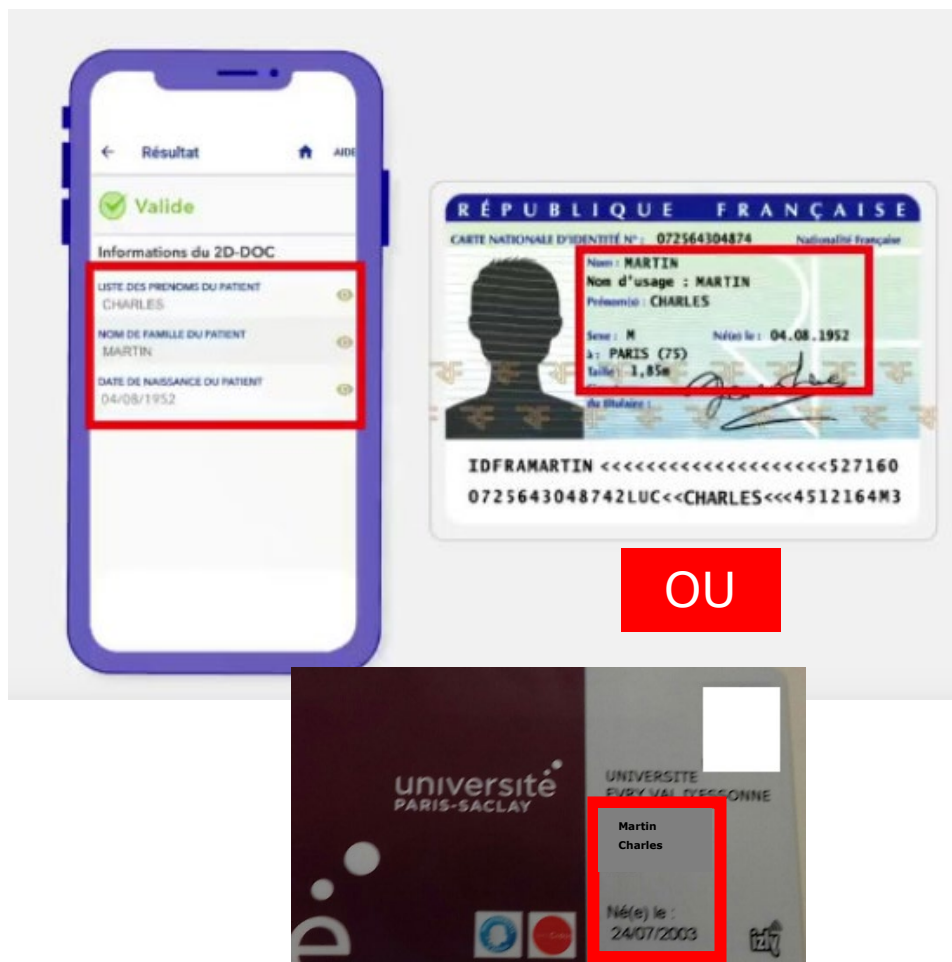 ← Résultat AIDE
Valide
Informations du 2D-DOC
LISTE DES PRENOMS DU PATIENT
CHARLES
NOM DE FAMILLE DU PATIENT
MARTIN
DATE DE NAISSANCE DU PATIENT
04/08/1952
RÉPUBLIQUE FRANÇAISE
CARTE NATIONALE D'IDENTITÉ N° : 072564304874 Nationalité Française
Nom : MARTIN
Nom d'usage : MARTIN
Prénom(s) : CHARLES
Sexe : M Né(e) le : 04.08.1952
à : PARIS (75)
Taille : 1,85m
du titulaire :
IDFRAMARTIN <<<<<<<<<<<<<<<<<<<<<<527160
0725643048742LUC<<CHARLES<<<4512164M3
OU
université
PARIS-SACLAY
UNIVERSITE
EVRY VAL D'ESSONNE
Martin
Charles
Né(e) le :
24/07/2003
izly